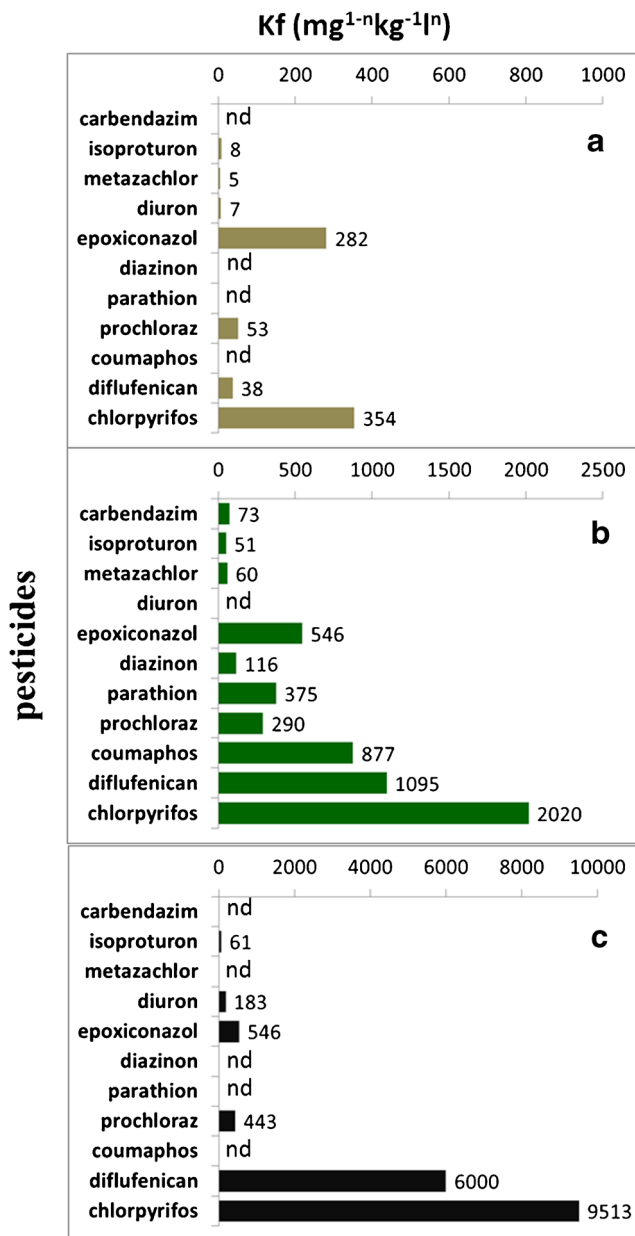 Kf (mg¹⁻ⁿkg⁻¹lⁿ)
0 200 400 600 800 1000
carbendazim nd
a
isoproturon 8
metazachlor 5
diuron 7
epoxiconazol 282
diazinon nd
parathion nd
prochloraz 53
coumaphos nd
diflufenican 38
chlorpyrifos 354
0 500 1000 1500 2000 2500
carbendazim 73
b
isoproturon 51
metazachlor 60
diuron nd
epoxiconazol 546
diazinon 116
parathion 375
prochloraz 290
coumaphos 877
diflufenican 1095
chlorpyrifos 2020
pesticides
0 2000 4000 6000 8000 10000
carbendazim nd
isoproturon 61
c
metazachlor nd
diuron 183
epoxiconazol 546
diazinon nd
parathion nd
prochloraz 443
coumaphos nd
diflufenican 6000
chlorpyrifos 9513